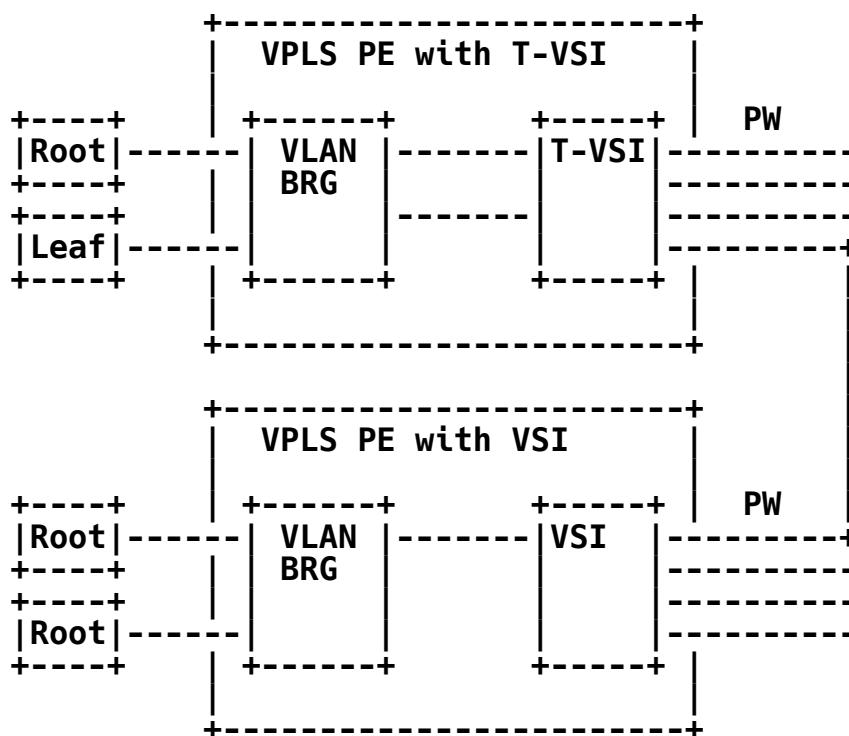 VPLS PE with T-VSI
PW
Root VLAN T-VSI
BRG
Leaf
VPLS PE with VSI
PW
Root VLAN VSI
BRG
Root